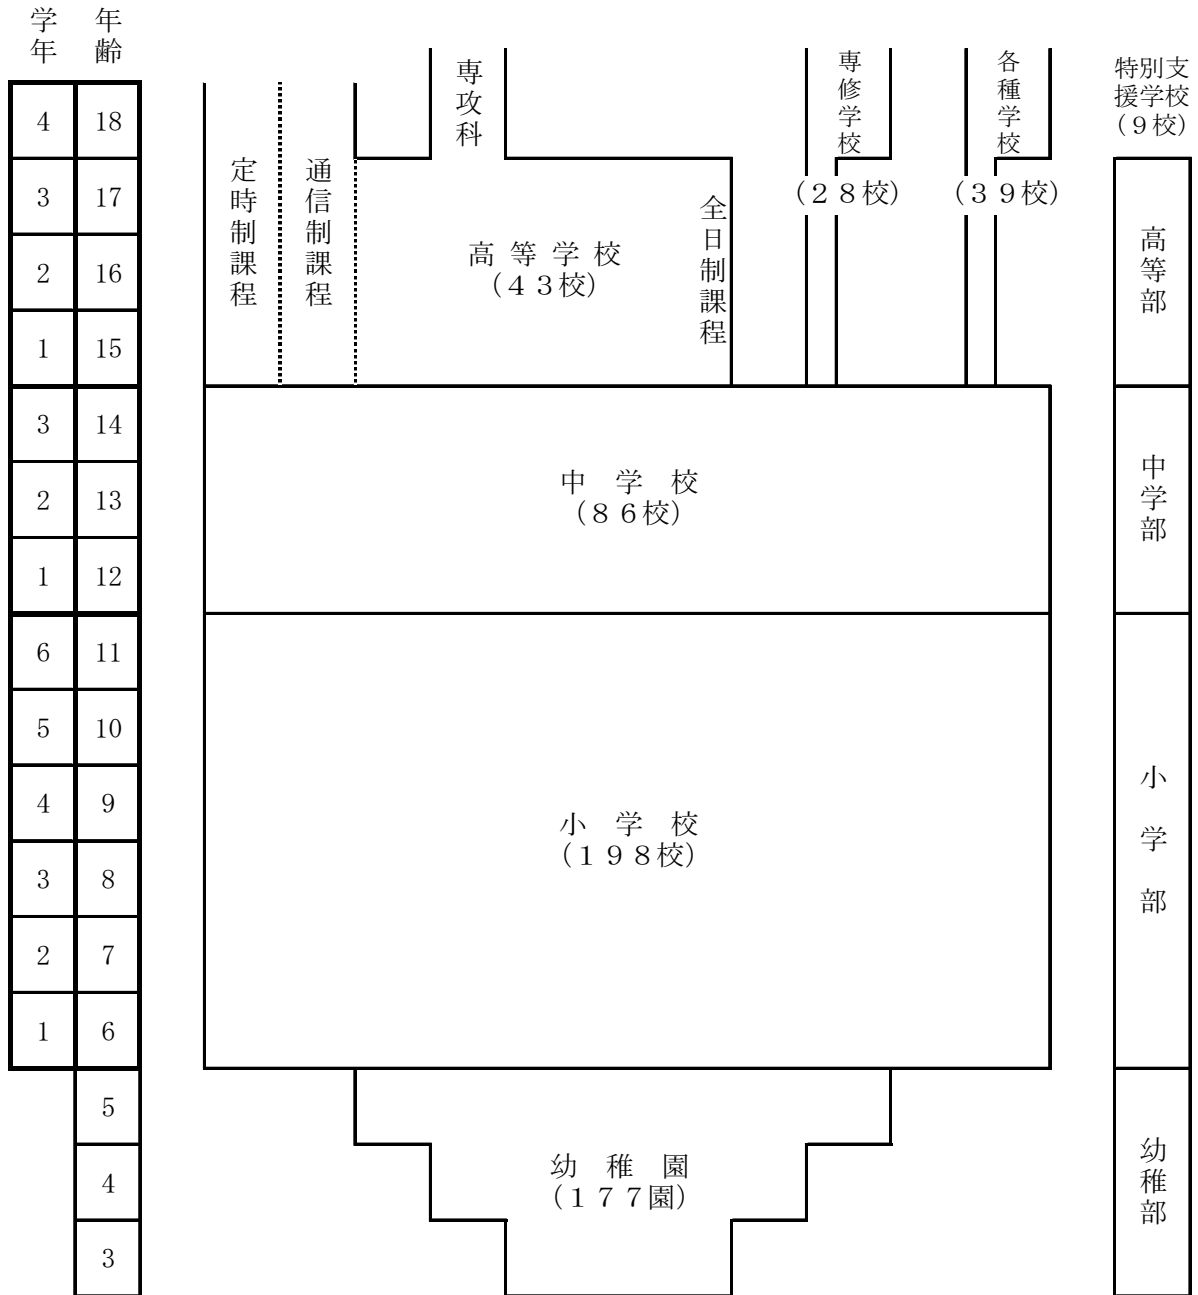 学年
年齢
専攻科
専修学校
各種学校
特別支
援学校
（９校）
4 18
3 17
2 16
1 15
3 14
2 13
1 12
6 11
5 10
4 9
3 8
2 7
1 6
5
4
3
定時制課程
通信制課程
高等学校
（４３校）
全日制課程
（２８校）
（３９校）
高等部
中学校
（８６校）
中学部
小学校
（１９８校）
小学部
幼稚園
（１７７園）
幼稚部